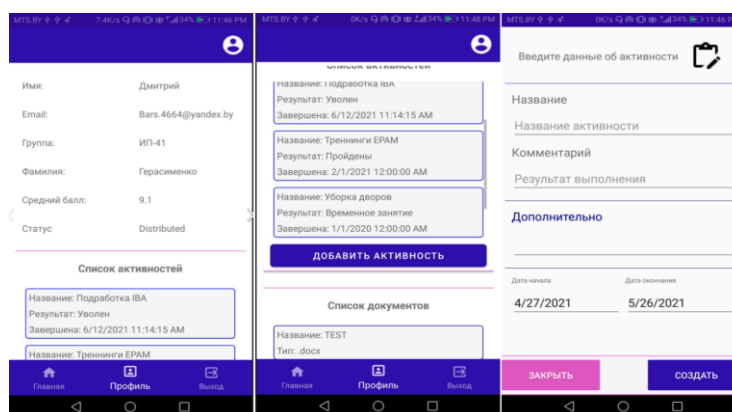 MTS.BY 7.4K/s 34% 11:46 PM
Имя: Дмитрий
Email: Bars.4664@yandex.by
Группа: ИП-41
Фамилия: Герасименко
Средний балл: 9.1
Статус Distributed
Список активностей
Название: Подработка IBA
Результат: Уволен
Завершена: 6/12/2021 11:14:15 AM
Название: Треннинги EPAM
Главная Профиль Выход
MTS.BY 0K/s 34% 11:48 PM
Список активностей
Название: Подработка IBA
Результат: Уволен
Завершена: 6/12/2021 11:14:15 AM
Название: Треннинги EPAM
Результат: Пройдены
Завершена: 2/1/2021 12:00:00 AM
Название: Уборка дворов
Результат: Временное занятие
Завершена: 1/1/2020 12:00:00 AM
ДОБАВИТЬ АКТИВНОСТЬ
Список документов
Название: TEST
Тип: .docx
Главная Профиль Выход
MTS.BY 0K/s 34% 11:46 P
Введите данные об активности
Название
Название активности
Комментарий
Результат выполнения
Дополнительно
Дата начала Дата окончания
4/27/2021 5/26/2021
ЗАКРЫТЬ СОЗДАТЬ